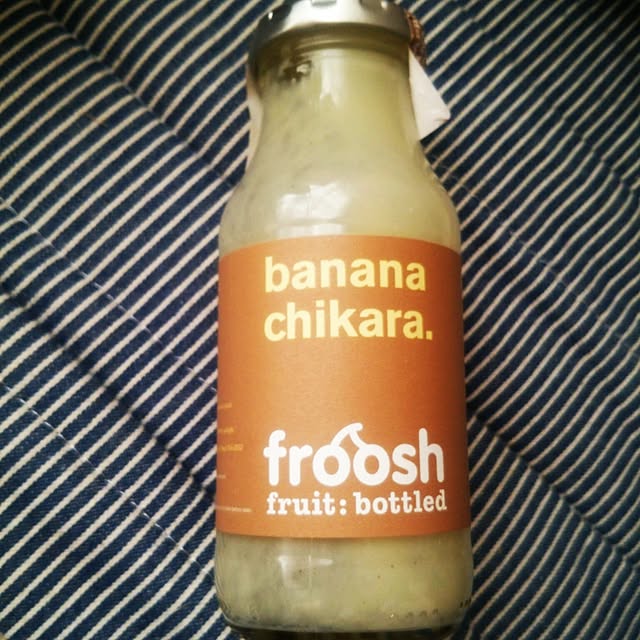 banana
chikara.
froosh
fruit: bottled